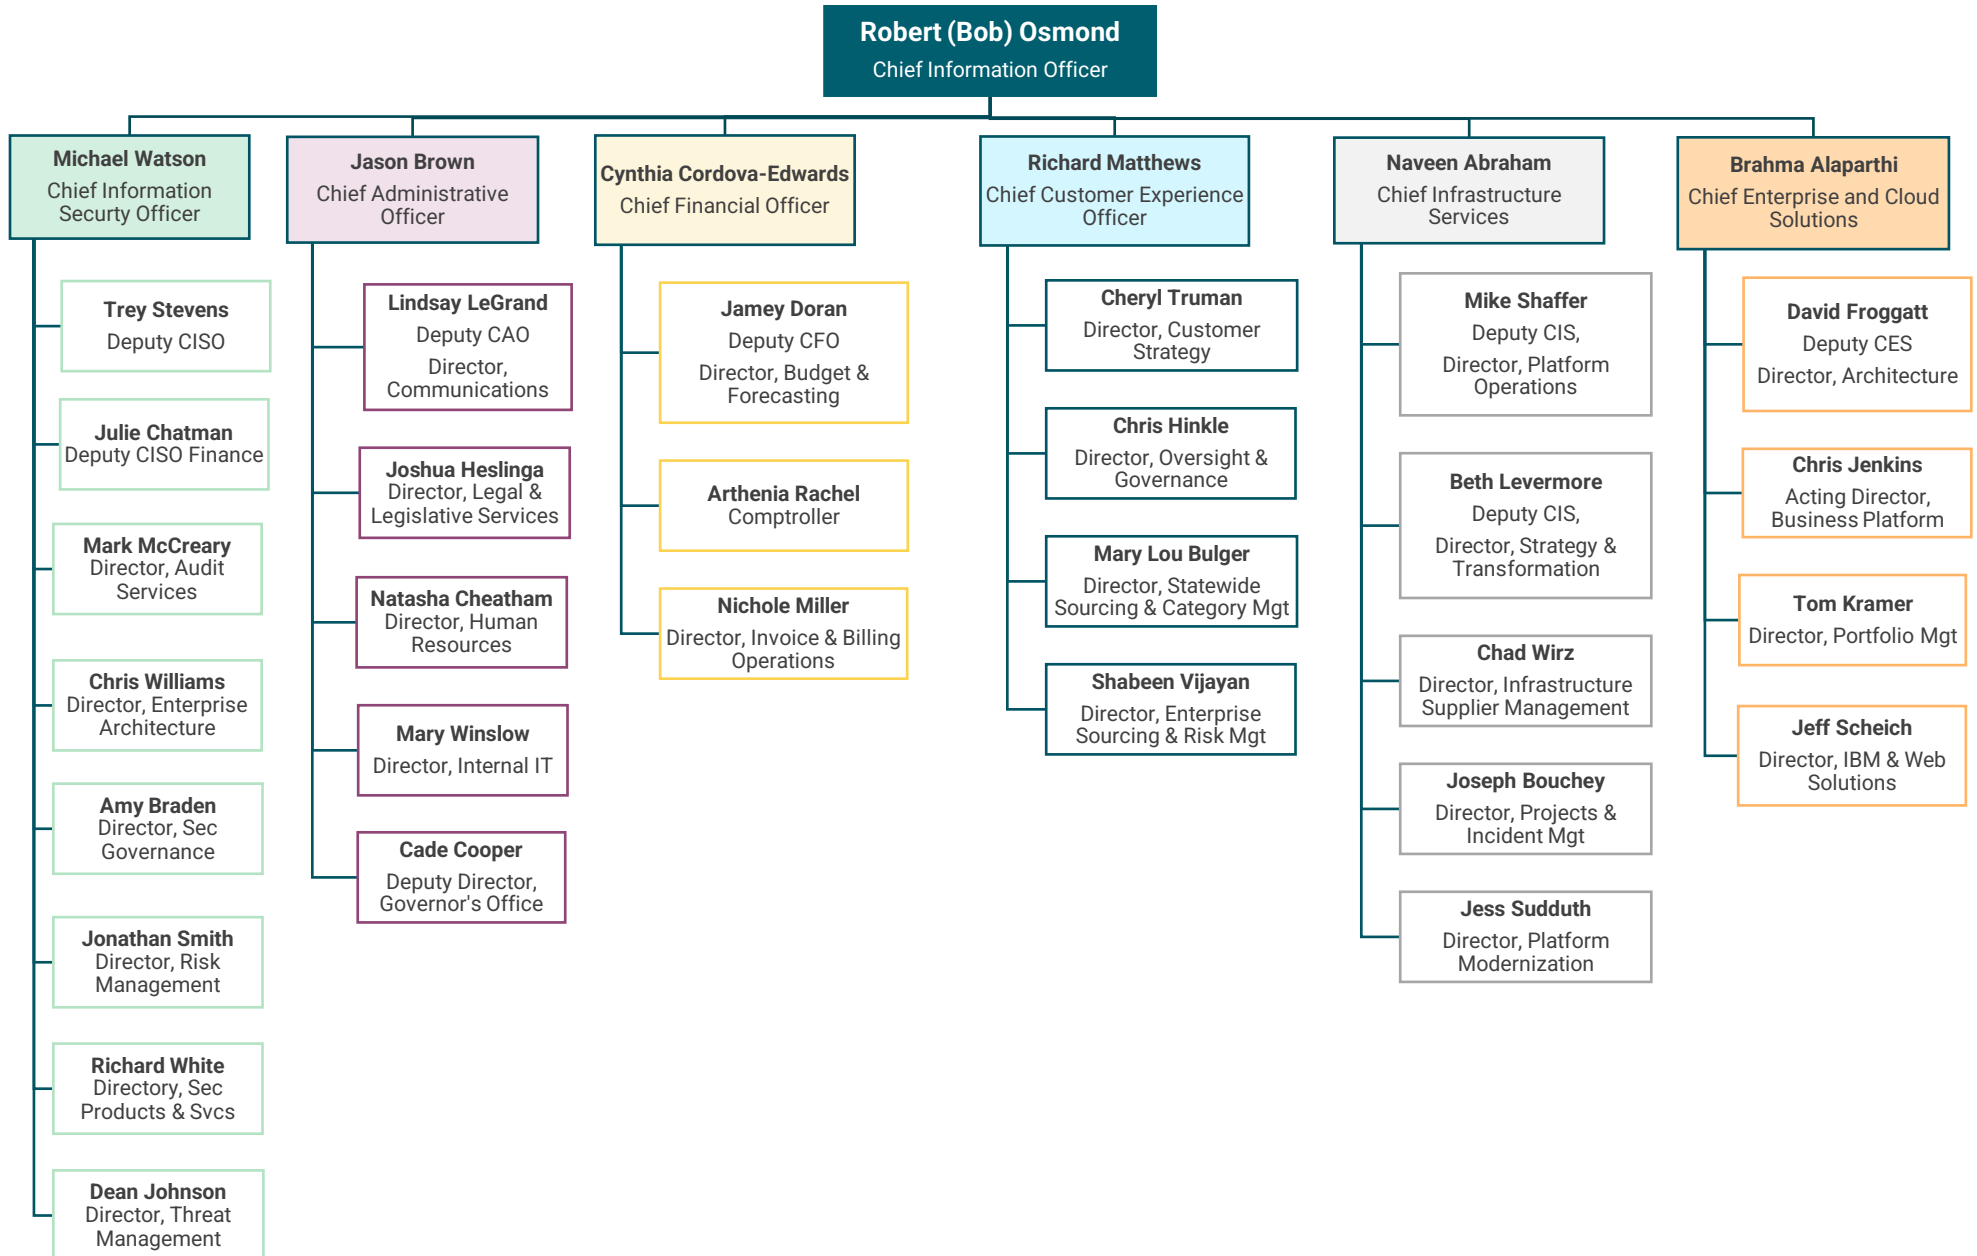 Robert (Bob) Osmond
Chief Information Officer
Michael Watson
Chief Information
Securty Officer
Trey Stevens
Deputy CISO
Julie Chatman
Deputy CISO Finance
Mark McCreary
Director, Audit
Services
Chris Williams
Director, Enterprise
Architecture
Amy Braden
Director, Sec
Governance
Jonathan Smith
Director, Risk
Management
Richard White
Directory, Sec
Products & Svcs
Dean Johnson
Director, Threat
Management
Jason Brown
Chief Administrative
Officer
Lindsay LeGrand
Deputy CAO
Director,
Communications
Joshua Heslinga
Director, Legal &
Legislative Services
Natasha Cheatham
Director, Human
Resources
Mary Winslow
Director, Internal IT
Cade Cooper
Deputy Director,
Governor's Office
Cynthia Cordova-Edwards
Chief Financial Officer
Jamey Doran
Deputy CFO
Director, Budget &
Forecasting
Arthenia Rachel
Comptroller
Nichole Miller
Director, Invoice & Billing
Operations
Richard Matthews
Chief Customer Experience
Officer
Cheryl Truman
Director, Customer
Strategy
Chris Hinkle
Director, Oversight &
Governance
Mary Lou Bulger
Director, Statewide
Sourcing & Category Mgt
Shabeen Vijayan
Director, Enterprise
Sourcing & Risk Mgt
Naveen Abraham
Chief Infrastructure
Services
Mike Shaffer
Deputy CIS,
Director, Platform
Operations
Beth Levermore
Deputy CIS,
Director, Strategy &
Transformation
Chad Wirz
Director, Infrastructure
Supplier Management
Joseph Bouchey
Director, Projects &
Incident Mgt
Jess Sudduth
Director, Platform
Modernization
Brahma Alaparthi
Chief Enterprise and Cloud
Solutions
David Froggatt
Deputy CES
Director, Architecture
Chris Jenkins
Acting Director,
Business Platform
Tom Kramer
Director, Portfolio Mgt
Jeff Scheich
Director, IBM & Web
Solutions